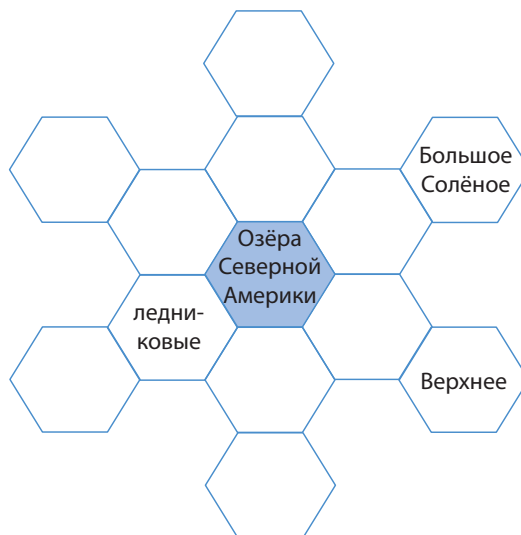 Большое
Солёное
Озёра
Северной
Америки
ледни-
ковые
Верхнее